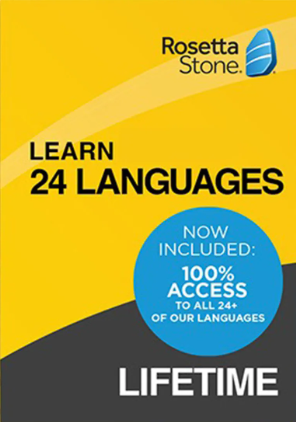 Rosetta
Stone®
LEARN
24 LANGUAGES
NOW
INCLUDED:
100%
ACCESS
TO ALL 24+
OF OUR LANGUAGES
LIFETIME